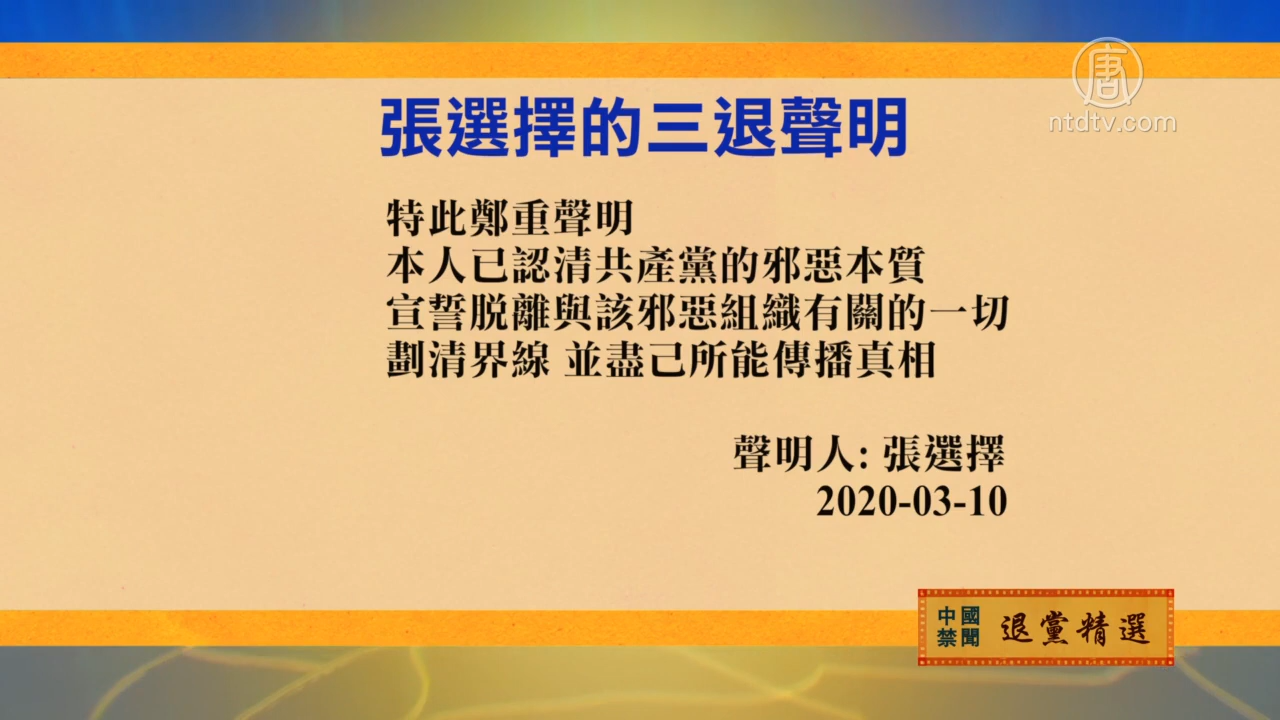 唐
ntdtv.com
張選擇的三退聲明
特此鄭重聲明
本人已認清共產黨的邪惡本質
宣誓脫離與該邪惡組織有關的一切
劃清界線 並盡己所能傳播真相
聲明人: 張選擇
2020-03-10
中國
禁聞
退黨精選